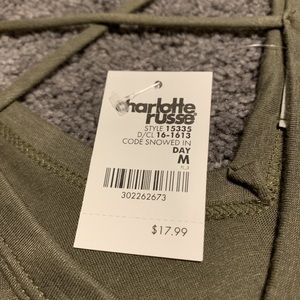 charlotte
russe
STYLE 15335
D/CL 16-1613
CODE SNOWED IN
DAY
M
302262673
$17.99